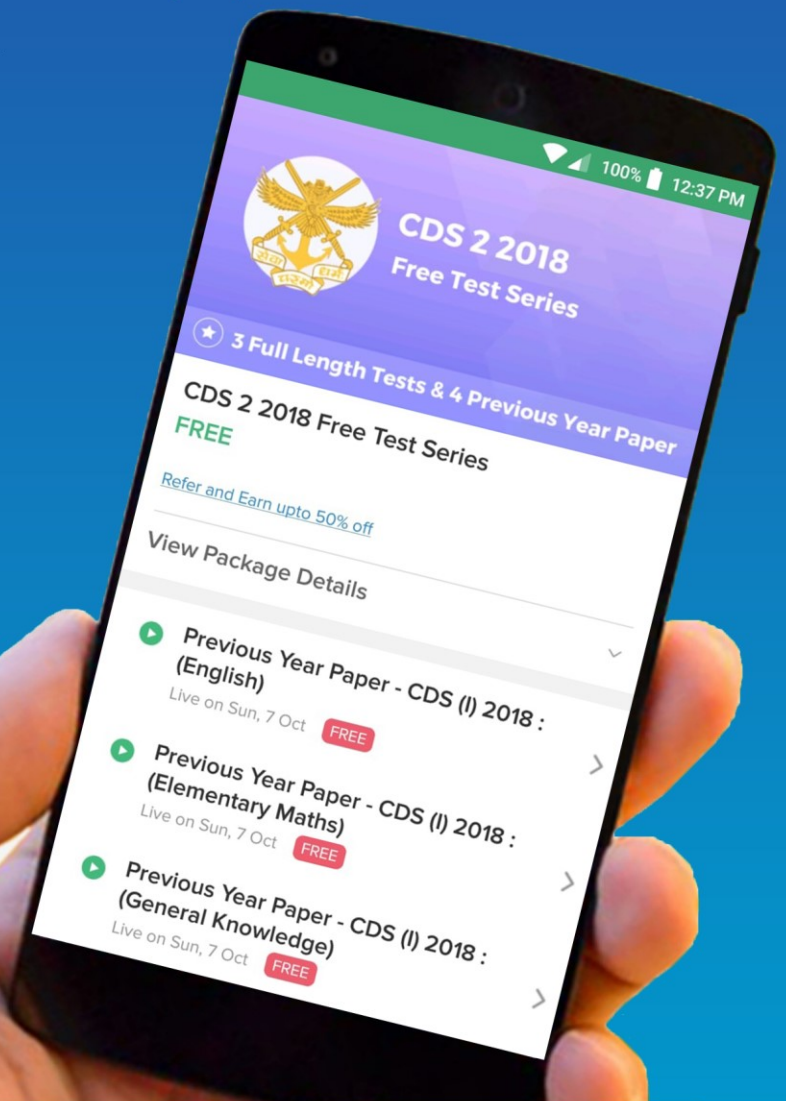 100% 12:37 PM
सेवा परमो धर्मः
CDS 2 2018
Free Test Series
3 Full Length Tests & 4 Previous Year Paper
CDS 2 2018 Free Test Series
FREE
Refer and Earn upto 50% off
View Package Details
Previous Year Paper - CDS (I) 2018 :
(English)
Live on Sun, 7 Oct FREE
Previous Year Paper - CDS (I) 2018 :
(Elementary Maths)
Live on Sun, 7 Oct FREE
Previous Year Paper - CDS (I) 2018 :
(General Knowledge)
Live on Sun, 7 Oct FREE